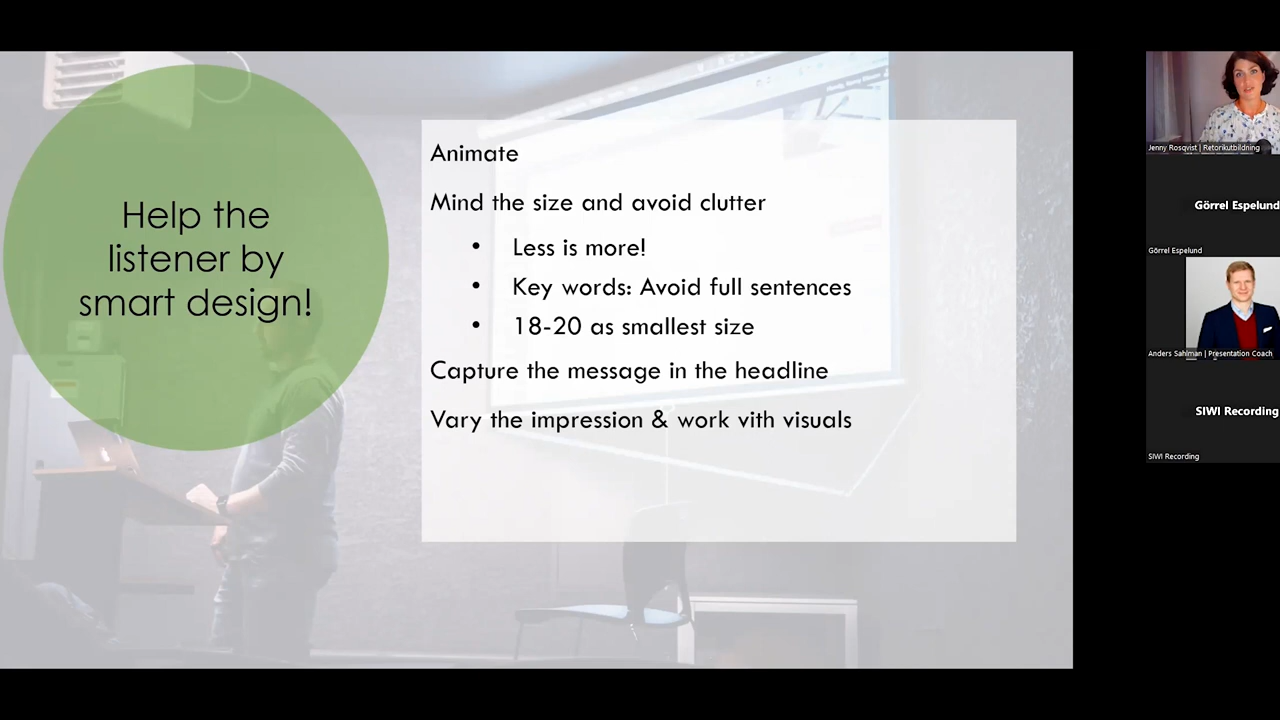 Help the
listener by
smart design!
Animate
Mind the size and avoid clutter
• Less is more!
• Key words: Avoid full sentences
• 18-20 as smallest size
Capture the message in the headline
Vary the impression & work vith visuals
Jenny Rosqvist | Retorikutbildning
Görrel Espelund
Görrel Espelund
Anders Sahlman | Presentation Coach
SIWI Recording
SIWI Recording